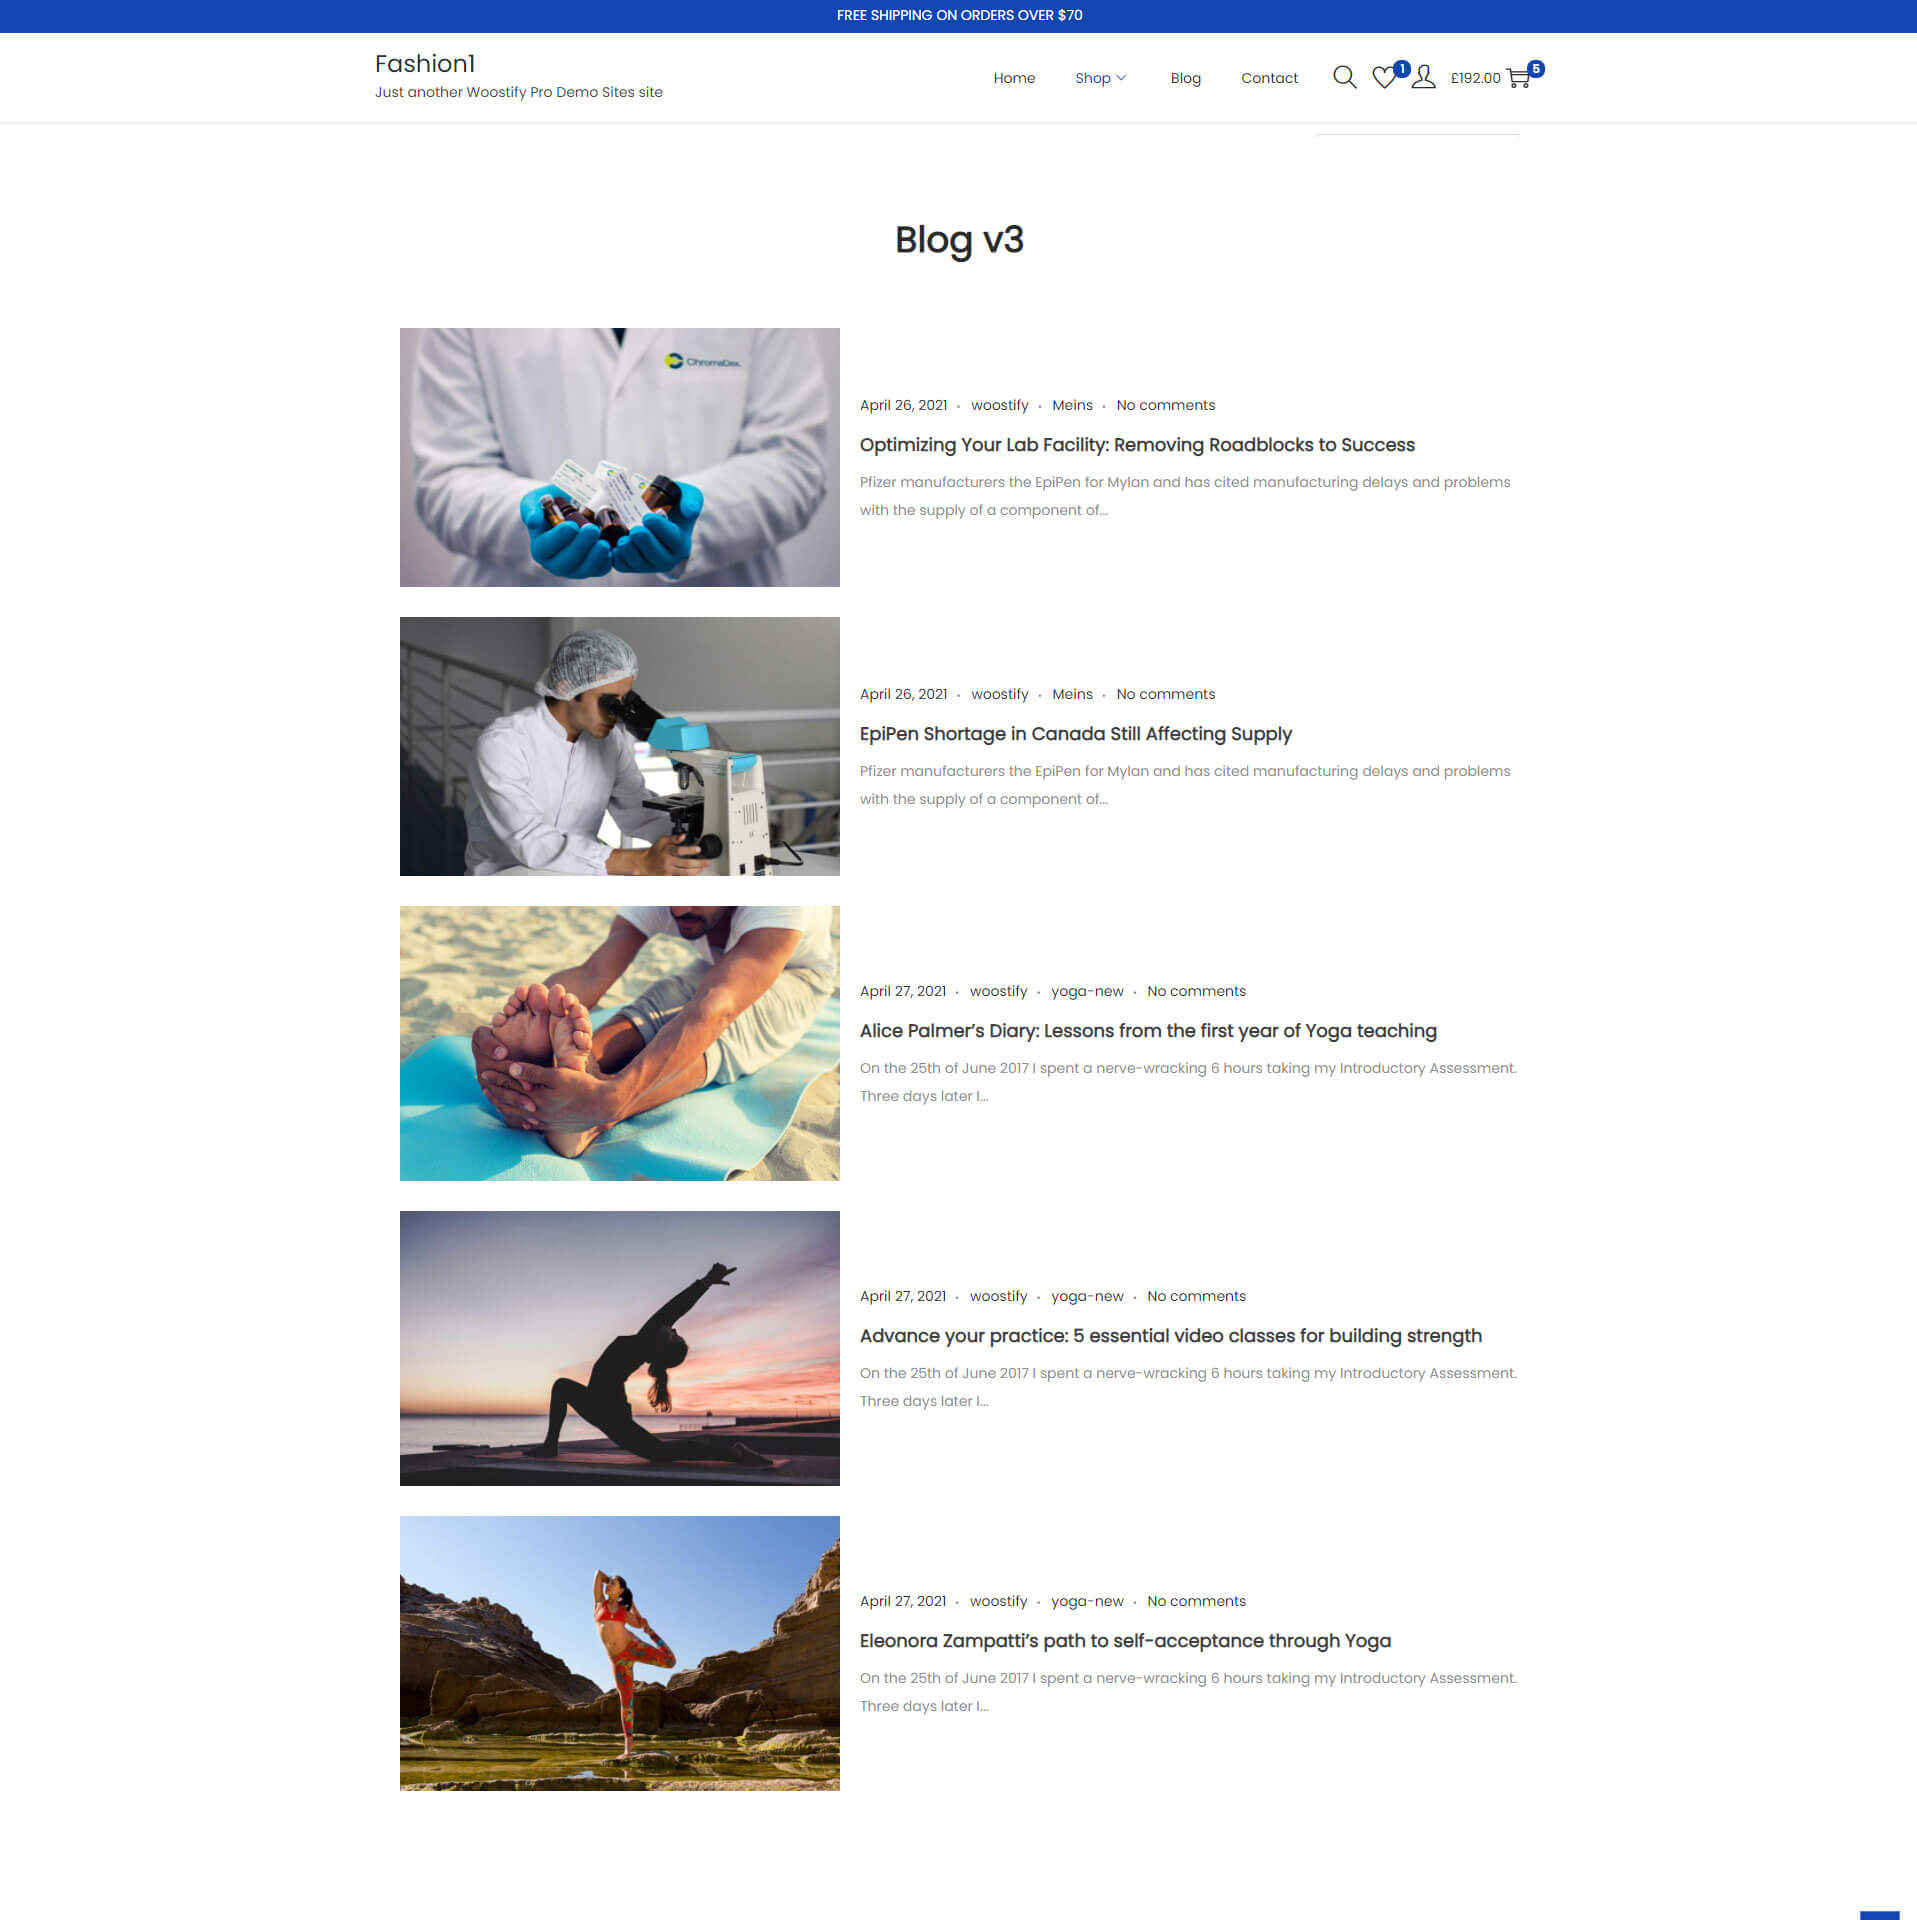 FREE SHIPPING ON ORDERS OVER $70
Fashion1
Just another Woostify Pro Demo Sites site
Home
Shop
Blog
Contact
1
£192.00
5
Blog v3
ChromaDex
April 26, 2021 • woostify • Meins • No comments
Optimizing Your Lab Facility: Removing Roadblocks to Success
Pfizer manufacturers the EpiPen for Mylan and has cited manufacturing delays and problems
with the supply of a component of...
April 26, 2021 • woostify • Meins • No comments
EpiPen Shortage in Canada Still Affecting Supply
Pfizer manufacturers the EpiPen for Mylan and has cited manufacturing delays and problems
with the supply of a component of...
April 27, 2021 • woostify • yoga-new • No comments
Alice Palmer’s Diary: Lessons from the first year of Yoga teaching
On the 25th of June 2017 I spent a nerve-wracking 6 hours taking my Introductory Assessment.
Three days later I...
April 27, 2021 • woostify • yoga-new • No comments
Advance your practice: 5 essential video classes for building strength
On the 25th of June 2017 I spent a nerve-wracking 6 hours taking my Introductory Assessment.
Three days later I...
April 27, 2021 • woostify • yoga-new • No comments
Eleonora Zampatti’s path to self-acceptance through Yoga
On the 25th of June 2017 I spent a nerve-wracking 6 hours taking my Introductory Assessment.
Three days later I...